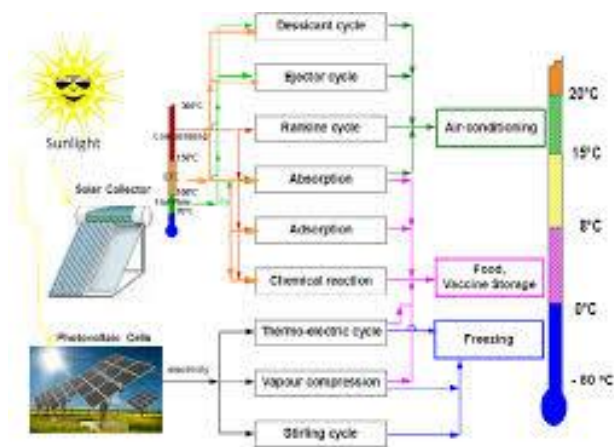 Dessicant cycle
Ejector cycle
Rankine cycle
Absorption
Adsorption
Chemical reaction
Thermo-electric cycle
Vapour compression
Stirling cycle
Sunlight
Solar Collector
Photovoltaic Cells
electricity
Air-conditioning
Food,
Vaccine Storage
Freezing
20°C
15°C
8°C
0°C
- 60 °C